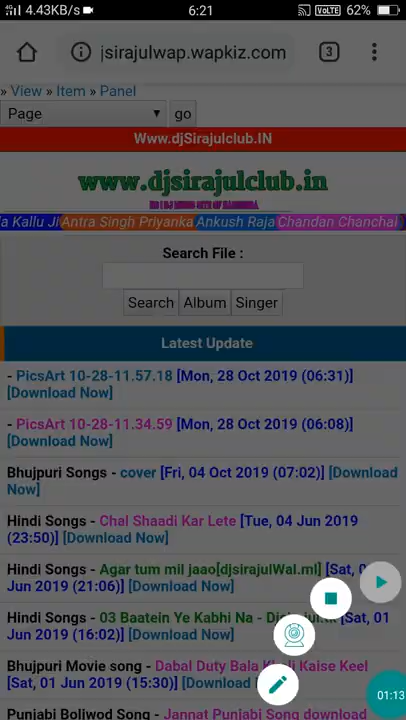 4G 4.43KB/s 6:21 VoLTE 62%
jsirajulwap.wapkiz.com 3
» View » Item » Panel
Page go
Www.djSirajulclub.IN
www.djsirajulclub.in
la Kallu Ji Antra Singh Priyanka Ankush Raja Chandan Chanchal
Search File :
Search Album Singer
Latest Update
- PicsArt 10-28-11.57.18 [Mon, 28 Oct 2019 (06:31)]
[Download Now]
- PicsArt 10-28-11.34.59 [Mon, 28 Oct 2019 (06:08)]
[Download Now]
Bhujpuri Songs - cover [Fri, 04 Oct 2019 (07:02)] [Download
Now]
Hindi Songs - Chal Shaadi Kar Lete [Tue, 04 Jun 2019
(23:50)] [Download Now]
Hindi Songs - Agar tum mil jaao[djsirajulWal.ml] [Sat,
Jun 2019 (21:06)] [Download Now]
Hindi Songs - 03 Baatein Ye Kabhi Na - [Sat, 01
Jun 2019 (16:02)] [Download Now]
Bhujpuri Movie song - Dabal Duty Bala Kaise Keel
[Sat, 01 Jun 2019 (15:30)] [Download
Punjabi Boliwod Song - Jannat Punjabi Song download
01:13